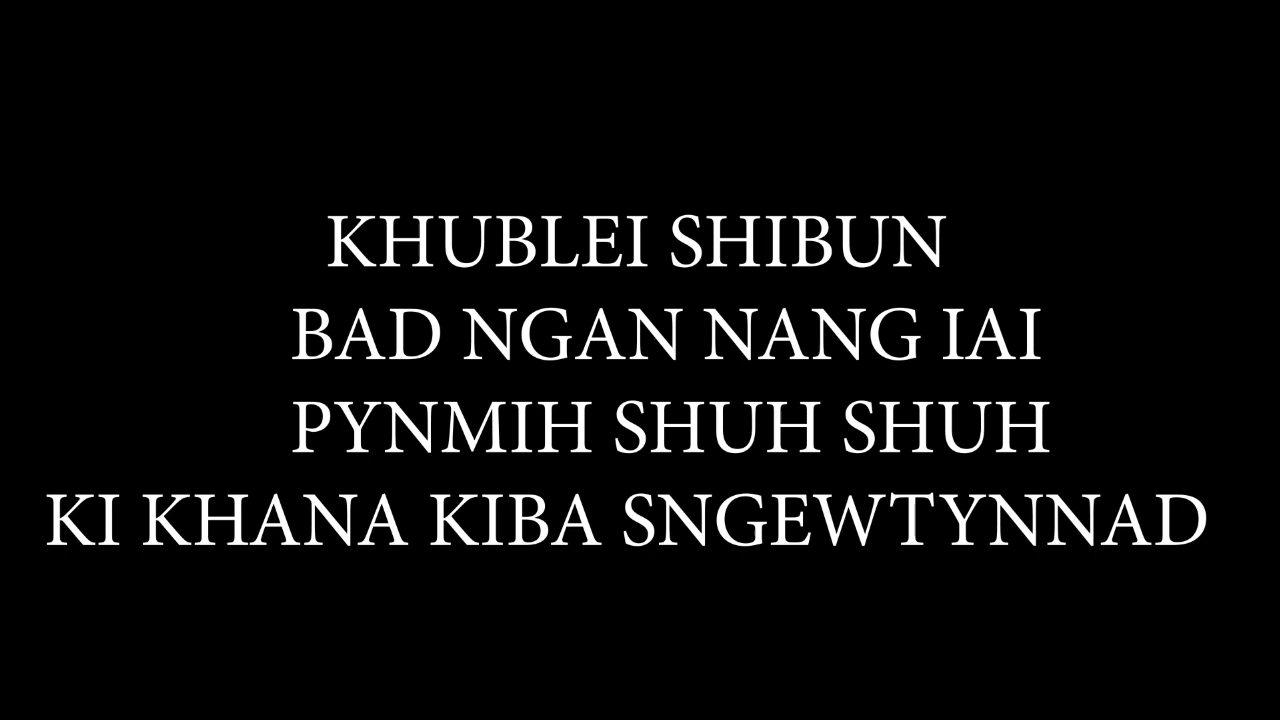 KHUBLEI SHIBUN
BAD NGAN NANG IAI
PYNMIH SHUH SHUH
KI KHANA KIBA SNGEWTYNNAD